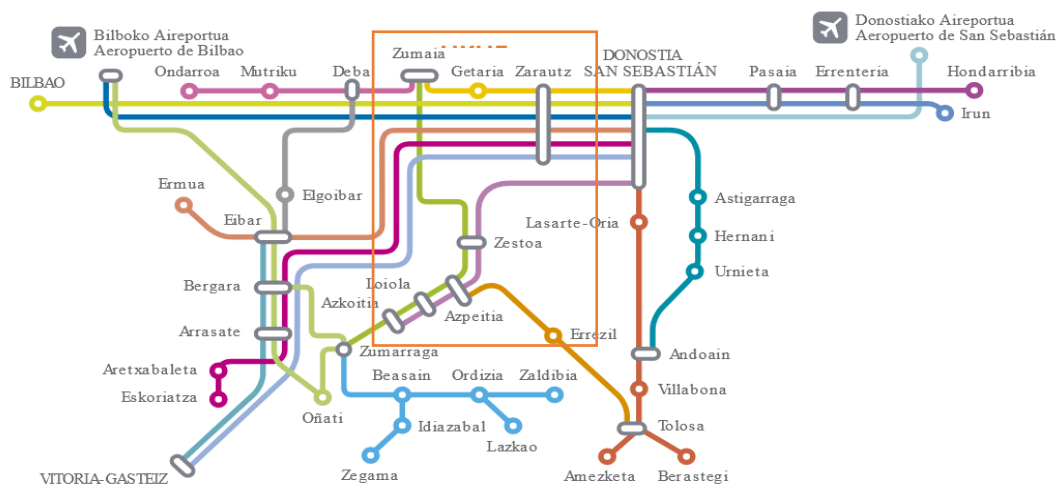 Bilboko Aireportua
Aeropuerto de Bilbao
Donostiako Aireportua
Aeropuerto de San Sebastián
Zumaia
DONOSTIA
SAN SEBASTIÁN
BILBAO
Ondarroa
Mutriku
Deba
Getaria
Zarautz
Pasaia
Errenteria
Hondarribia
Irun
Ermua
Elgoibar
Eibar
Lasarte-Oria
Astigarraga
Hernani
Zestoa
Urnieta
Bergara
Loiola
Azkoitia
Azpeitia
Arrasate
Errezil
Zumarraga
Andoain
Aretxabaleta
Eskoriatza
Beasain
Ordizia
Zaldibia
Villabona
Oñati
Idiazabal
Lazkao
Tolosa
Zegama
VITORIA-GASTEIZ
Amezketa
Berastegi